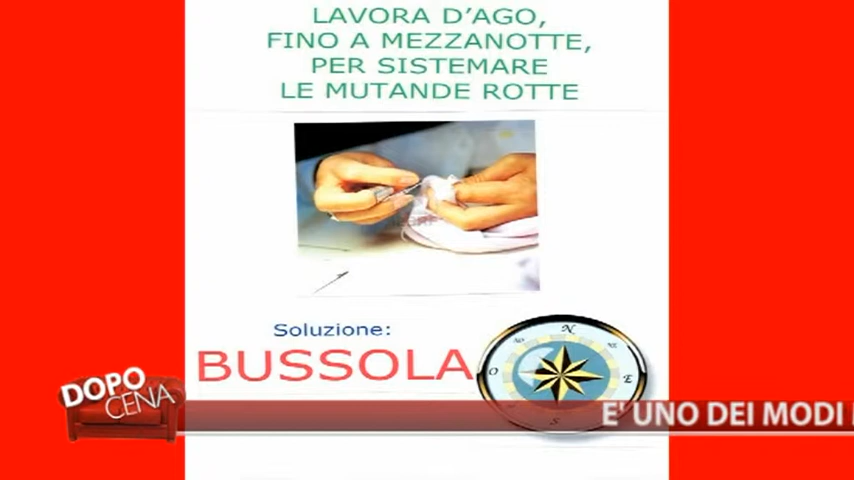 LAVORA D'AGO,
FINO A MEZZANOTTE,
PER SISTEMARE
LE MUTANDE ROTTE
Soluzione:
BUSSOLA
N
O
E
S
DOPO
CENA
E' UNO DEI MODI